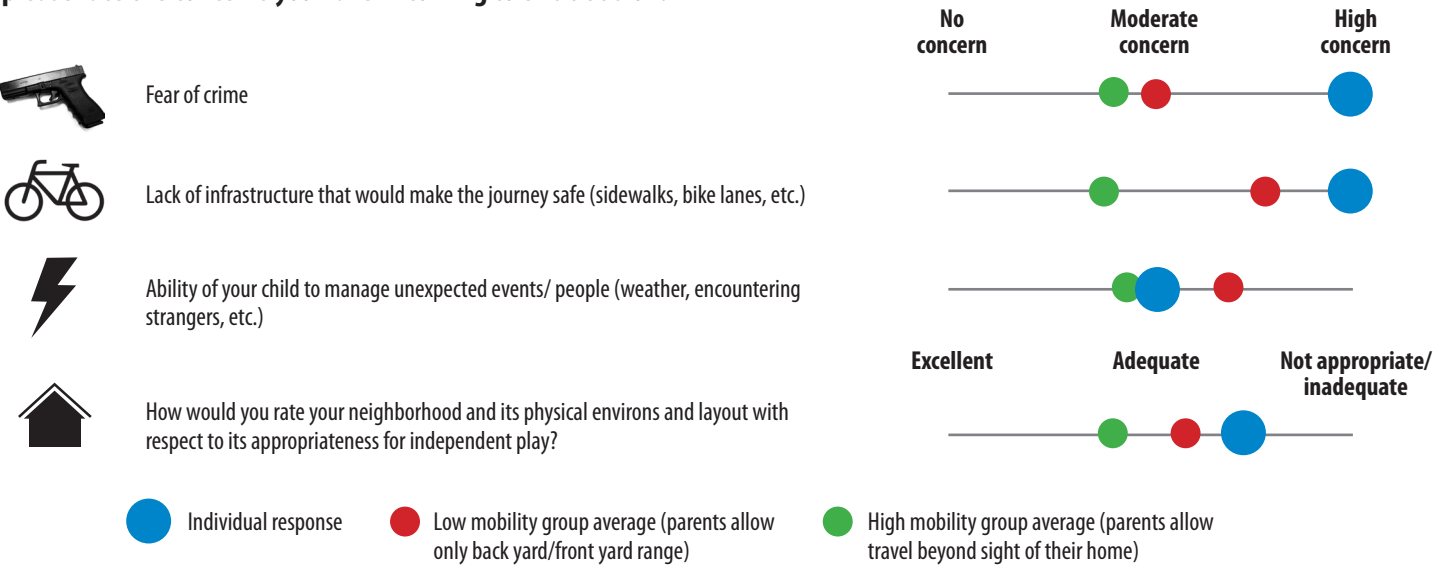 No
concern
Moderate
concern
High
concern
Fear of crime
Lack of infrastructure that would make the journey safe (sidewalks, bike lanes, etc.)
Ability of your child to manage unexpected events/ people (weather, encountering
strangers, etc.)
Excellent
Adequate
Not appropriate/
inadequate
How would you rate your neighborhood and its physical environs and layout with
respect to its appropriateness for independent play?
Individual response
Low mobility group average (parents allow
only back yard/front yard range)
High mobility group average (parents allow
travel beyond sight of their home)